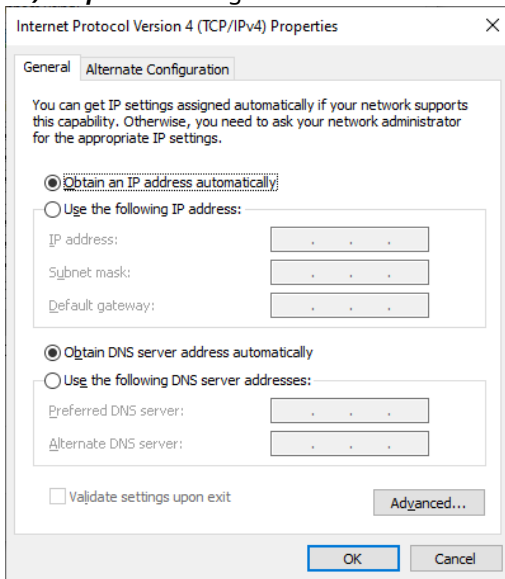 Internet Protocol Version 4 (TCP/IPv4) Properties
General
Alternate Configuration
You can get IP settings assigned automatically if your network supports
this capability. Otherwise, you need to ask your network administrator
for the appropriate IP settings.
Obtain an IP address automatically
Use the following IP address:
IP address:
Subnet mask:
Default gateway:
Obtain DNS server address automatically
Use the following DNS server addresses:
Preferred DNS server:
Alternate DNS server:
Validate settings upon exit
Advanced...
OK
Cancel